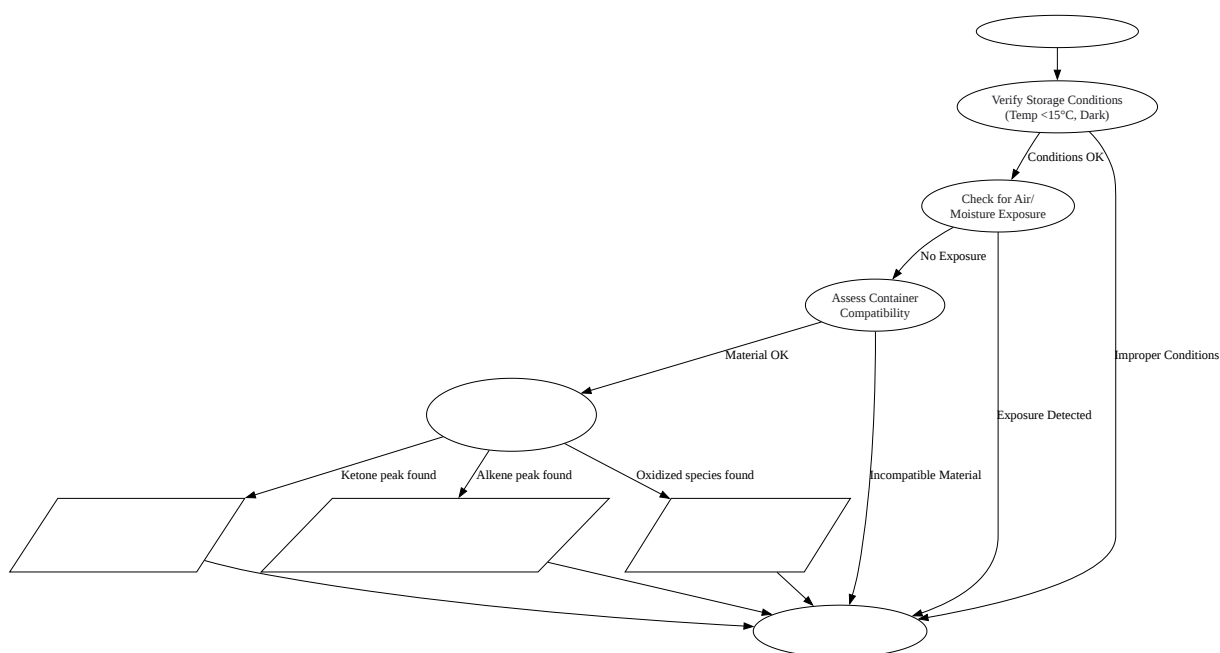 Verify Storage Conditions
(Temp <15°C, Dark)
Conditions OK
Check for Air/
Moisture Exposure
No Exposure
Assess Container
Compatibility
Material OK
Improper Conditions
Exposure Detected
Ketone peak found
Alkene peak found
Oxidized species found
Incompatible Material